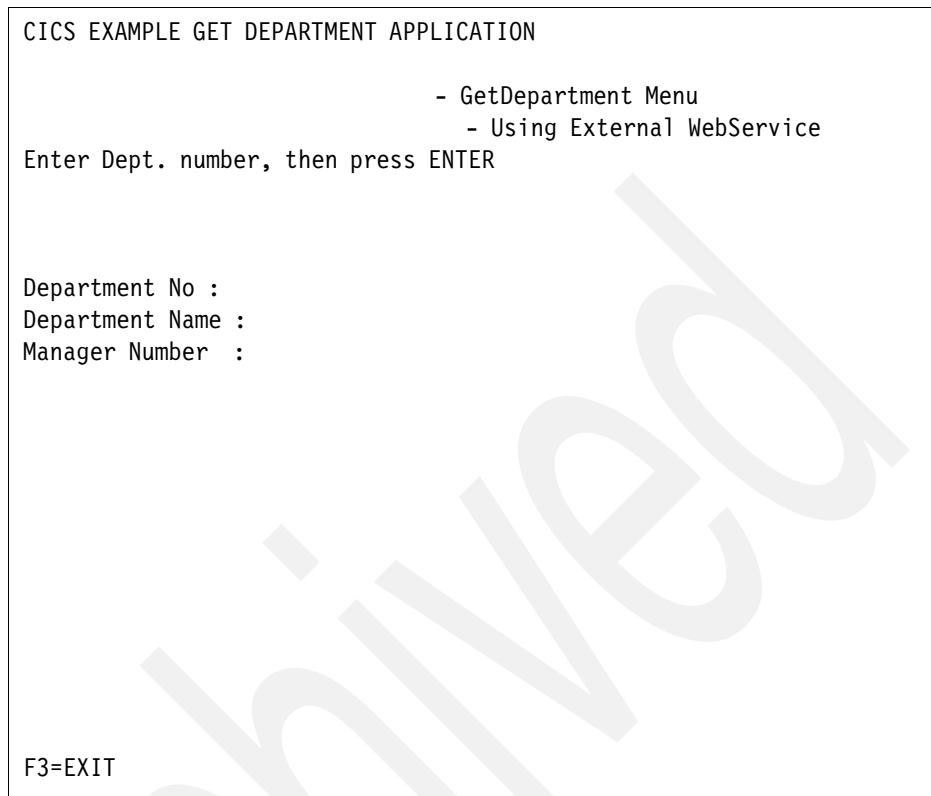 CICS EXAMPLE GET DEPARTMENT APPLICATION
- GetDepartment Menu
- Using External WebService
Enter Dept. number, then press ENTER
Department No :
Department Name :
Manager Number :
F3=EXIT
hived